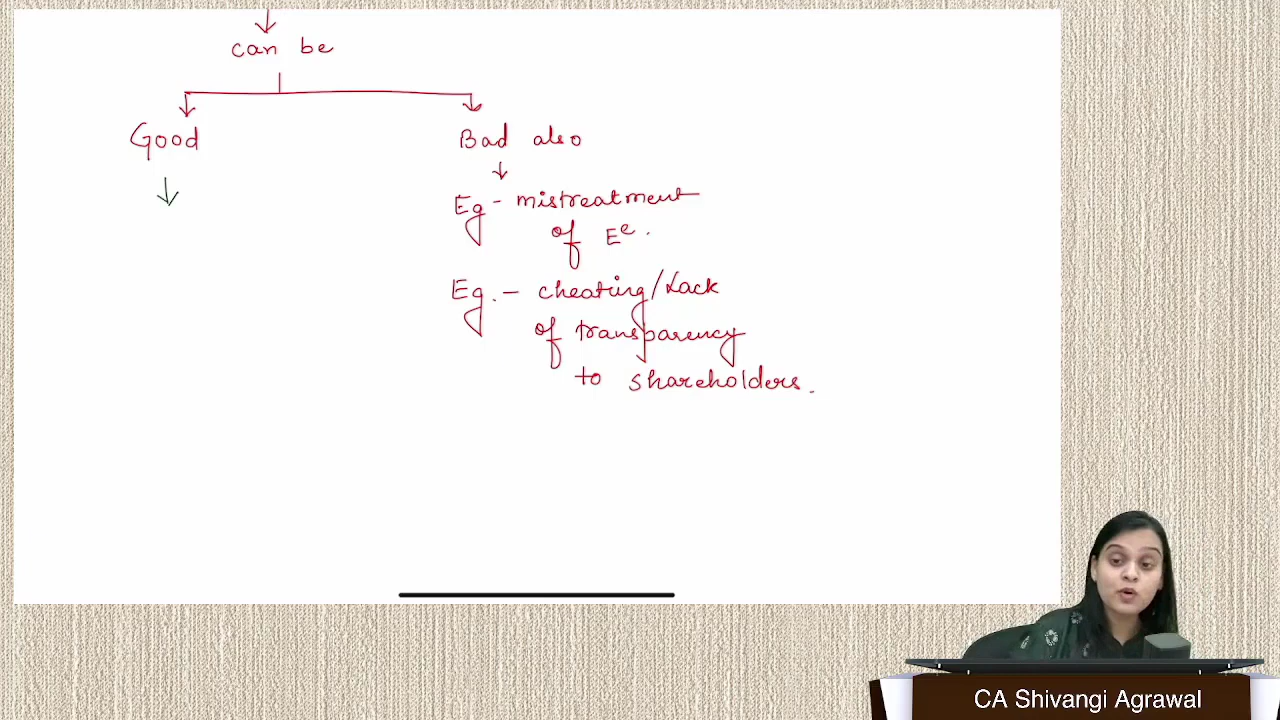 can be
Good
Bad also
Eg - mistreatment
of Ee.
Eg. - cheating/Lack
of transparency
to shareholders.
CA Shivangi Agrawal